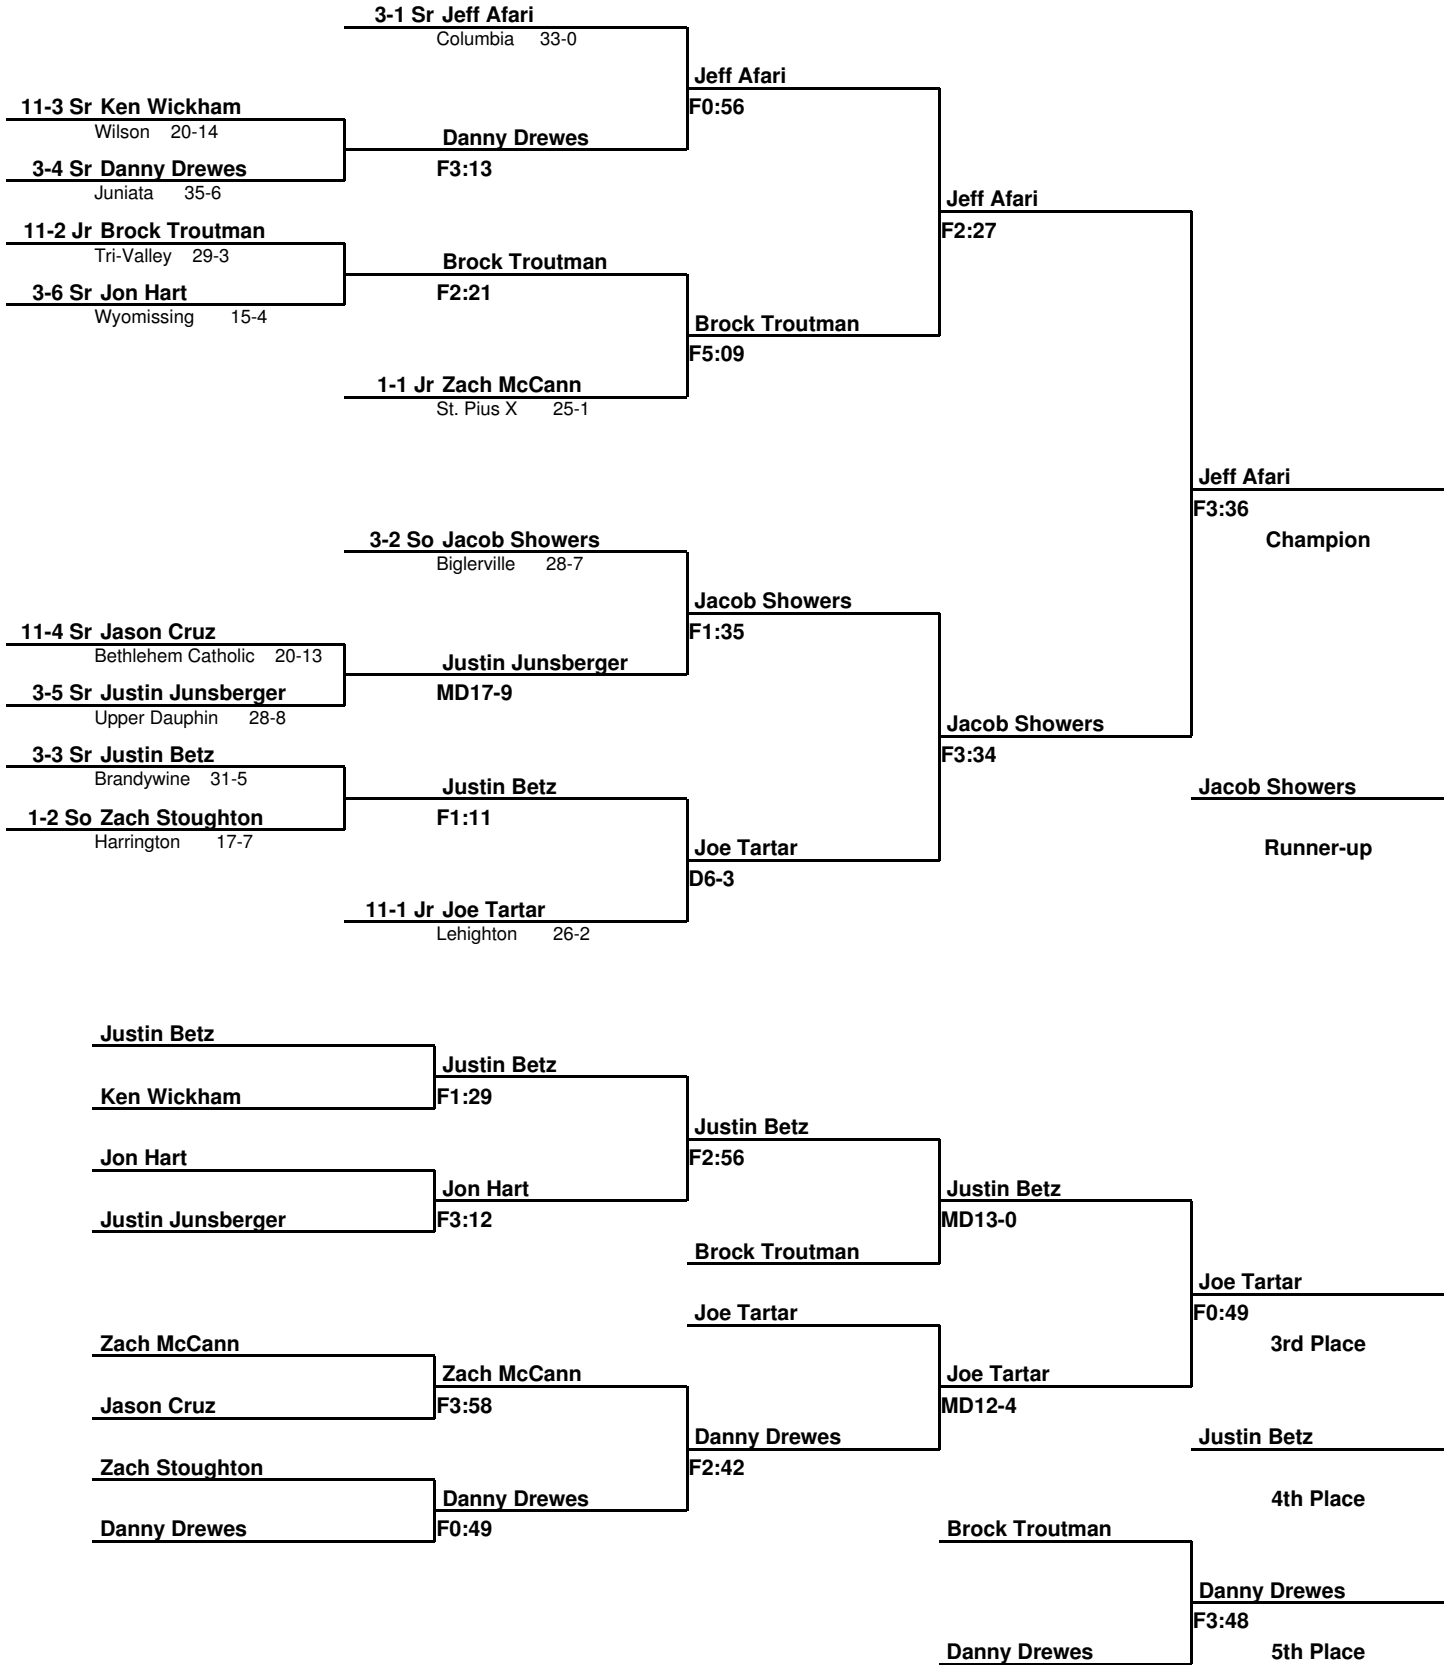 3-1 Sr Jeff Afari
Columbia 33-0
Jeff Afari
11-3 Sr Ken Wickham
F0:56
Wilson 20-14
Danny Drewes
3-4 Sr Danny Drewes
F3:13
Juniata 35-6
Jeff Afari
11-2 Jr Brock Troutman
F2:27
Tri-Valley 29-3
Brock Troutman
3-6 Sr Jon Hart
F2:21
Wyomissing 15-4
Brock Troutman
F5:09
1-1 Jr Zach McCann
St. Pius X 25-1
Jeff Afari
F3:36
Champion
3-2 So Jacob Showers
Biglerville 28-7
Jacob Showers
11-4 Sr Jason Cruz
F1:35
Bethlehem Catholic 20-13
Justin Junsberger
3-5 Sr Justin Junsberger
MD17-9
Upper Dauphin 28-8
Jacob Showers
3-3 Sr Justin Betz
F3:34
Brandywine 31-5
Justin Betz
Jacob Showers
1-2 So Zach Stoughton
F1:11
Harrington 17-7
Joe Tartar
Runner-up
D6-3
11-1 Jr Joe Tartar
Lehighton 26-2
Justin Betz
Justin Betz
Ken Wickham
F1:29
Justin Betz
Jon Hart
F2:56
Jon Hart
Justin Betz
Justin Junsberger
F3:12
MD13-0
Brock Troutman
Joe Tartar
Joe Tartar
F0:49
Zach McCann
3rd Place
Zach McCann
Joe Tartar
Jason Cruz
F3:58
MD12-4
Danny Drewes
Justin Betz
Zach Stoughton
F2:42
Danny Drewes
4th Place
Danny Drewes
F0:49
Brock Troutman
Danny Drewes
F3:48
Danny Drewes
5th Place